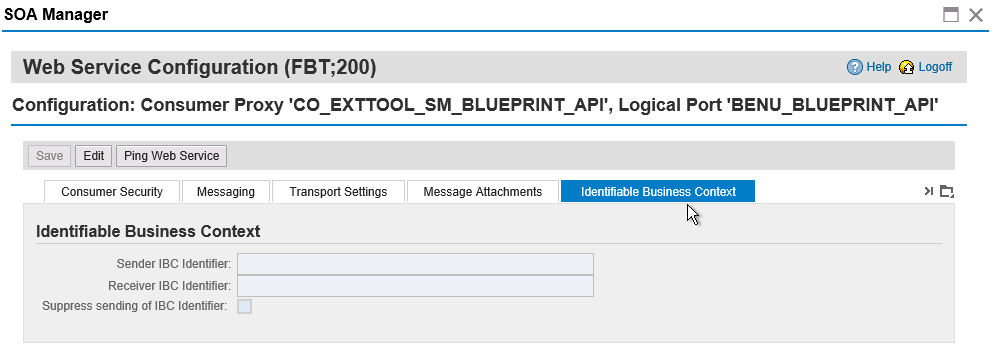 SOA Manager
Web Service Configuration (FBT;200)
Help Logoff
Configuration: Consumer Proxy 'CO_EXTTOOL_SM_BLUEPRINT_API', Logical Port 'BENU_BLUEPRINT_API'
Save Edit Ping Web Service
Consumer Security Messaging Transport Settings Message Attachments Identifiable Business Context
Identifiable Business Context
Sender IBC Identifier:
Receiver IBC Identifier:
Suppress sending of IBC Identifier: